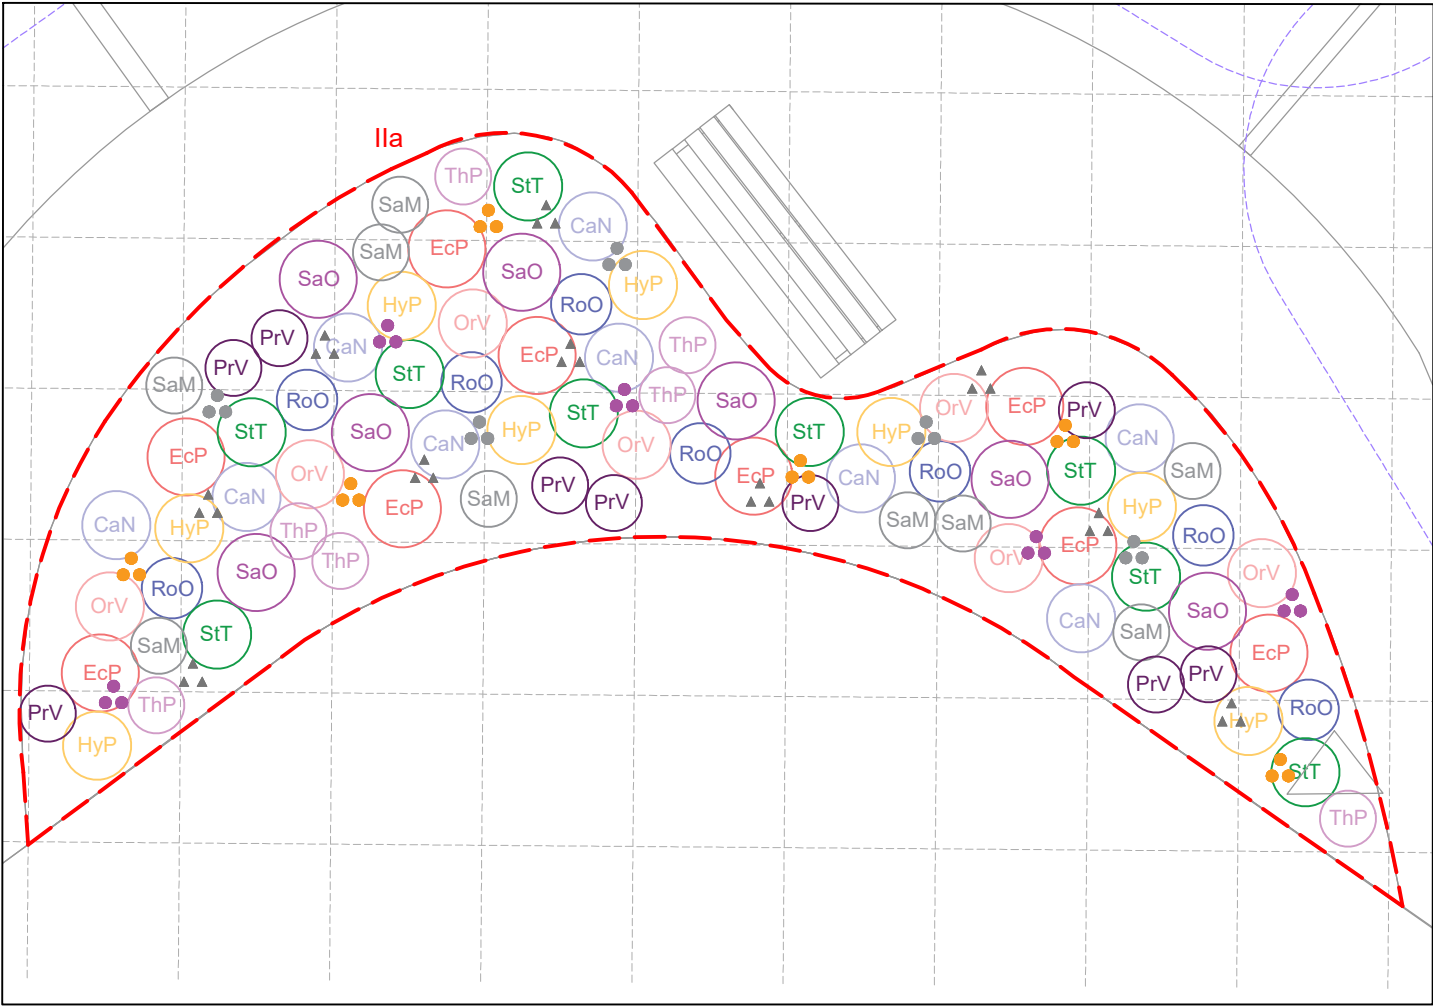 IIa
ThP
StT
SaM
CaN
EcP
SaM
SaO
SaO
HyP
HyP
RoO
OrV
PrV
CaN
ThP
EcP
CaN
PrV
StT
SaM
RoO
RoO
ThP
SaO
OrV
EcP
PrV
StT
StT
SaO
HyP
StT
HyP
CaN
CaN
OrV
RoO
EcP
OrV
SaO
StT
RoO
SaM
EcP
CaN
PrV
CaN
SaM
EcP
PrV
PrV
HyP
CaN
HyP
ThP
SaM
SaM
RoO
EcP
ThP
SaO
OrV
OrV
StT
RoO
OrV
SaO
CaN
StT
SaM
SaM
EcP
EcP
PrV
PrV
ThP
RoO
PrV
HyP
HyP
StT
ThP